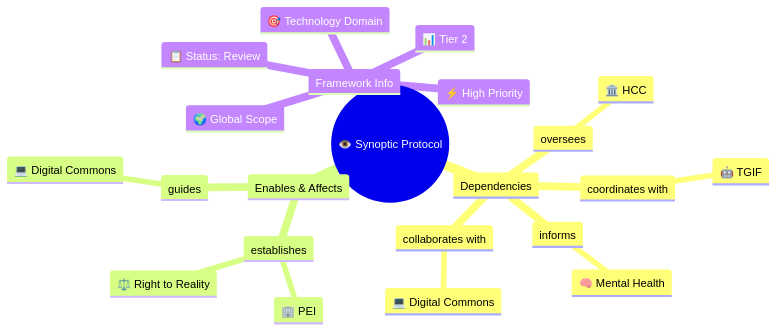 🎯 Technology Domain
📊 Tier 2
📋 Status: Review
Framework Info
⚡ High Priority
🏛️ HCC
🌍 Global Scope
oversees
👁️ Synoptic Protocol
💻 Digital Commons
guides
Enables & Affects
Dependencies
coordinates with
🤖 TGIF
establishes
collaborates with
informs
⚖️ Right to Reality
🏢 PEI
💻 Digital Commons
🧠 Mental Health